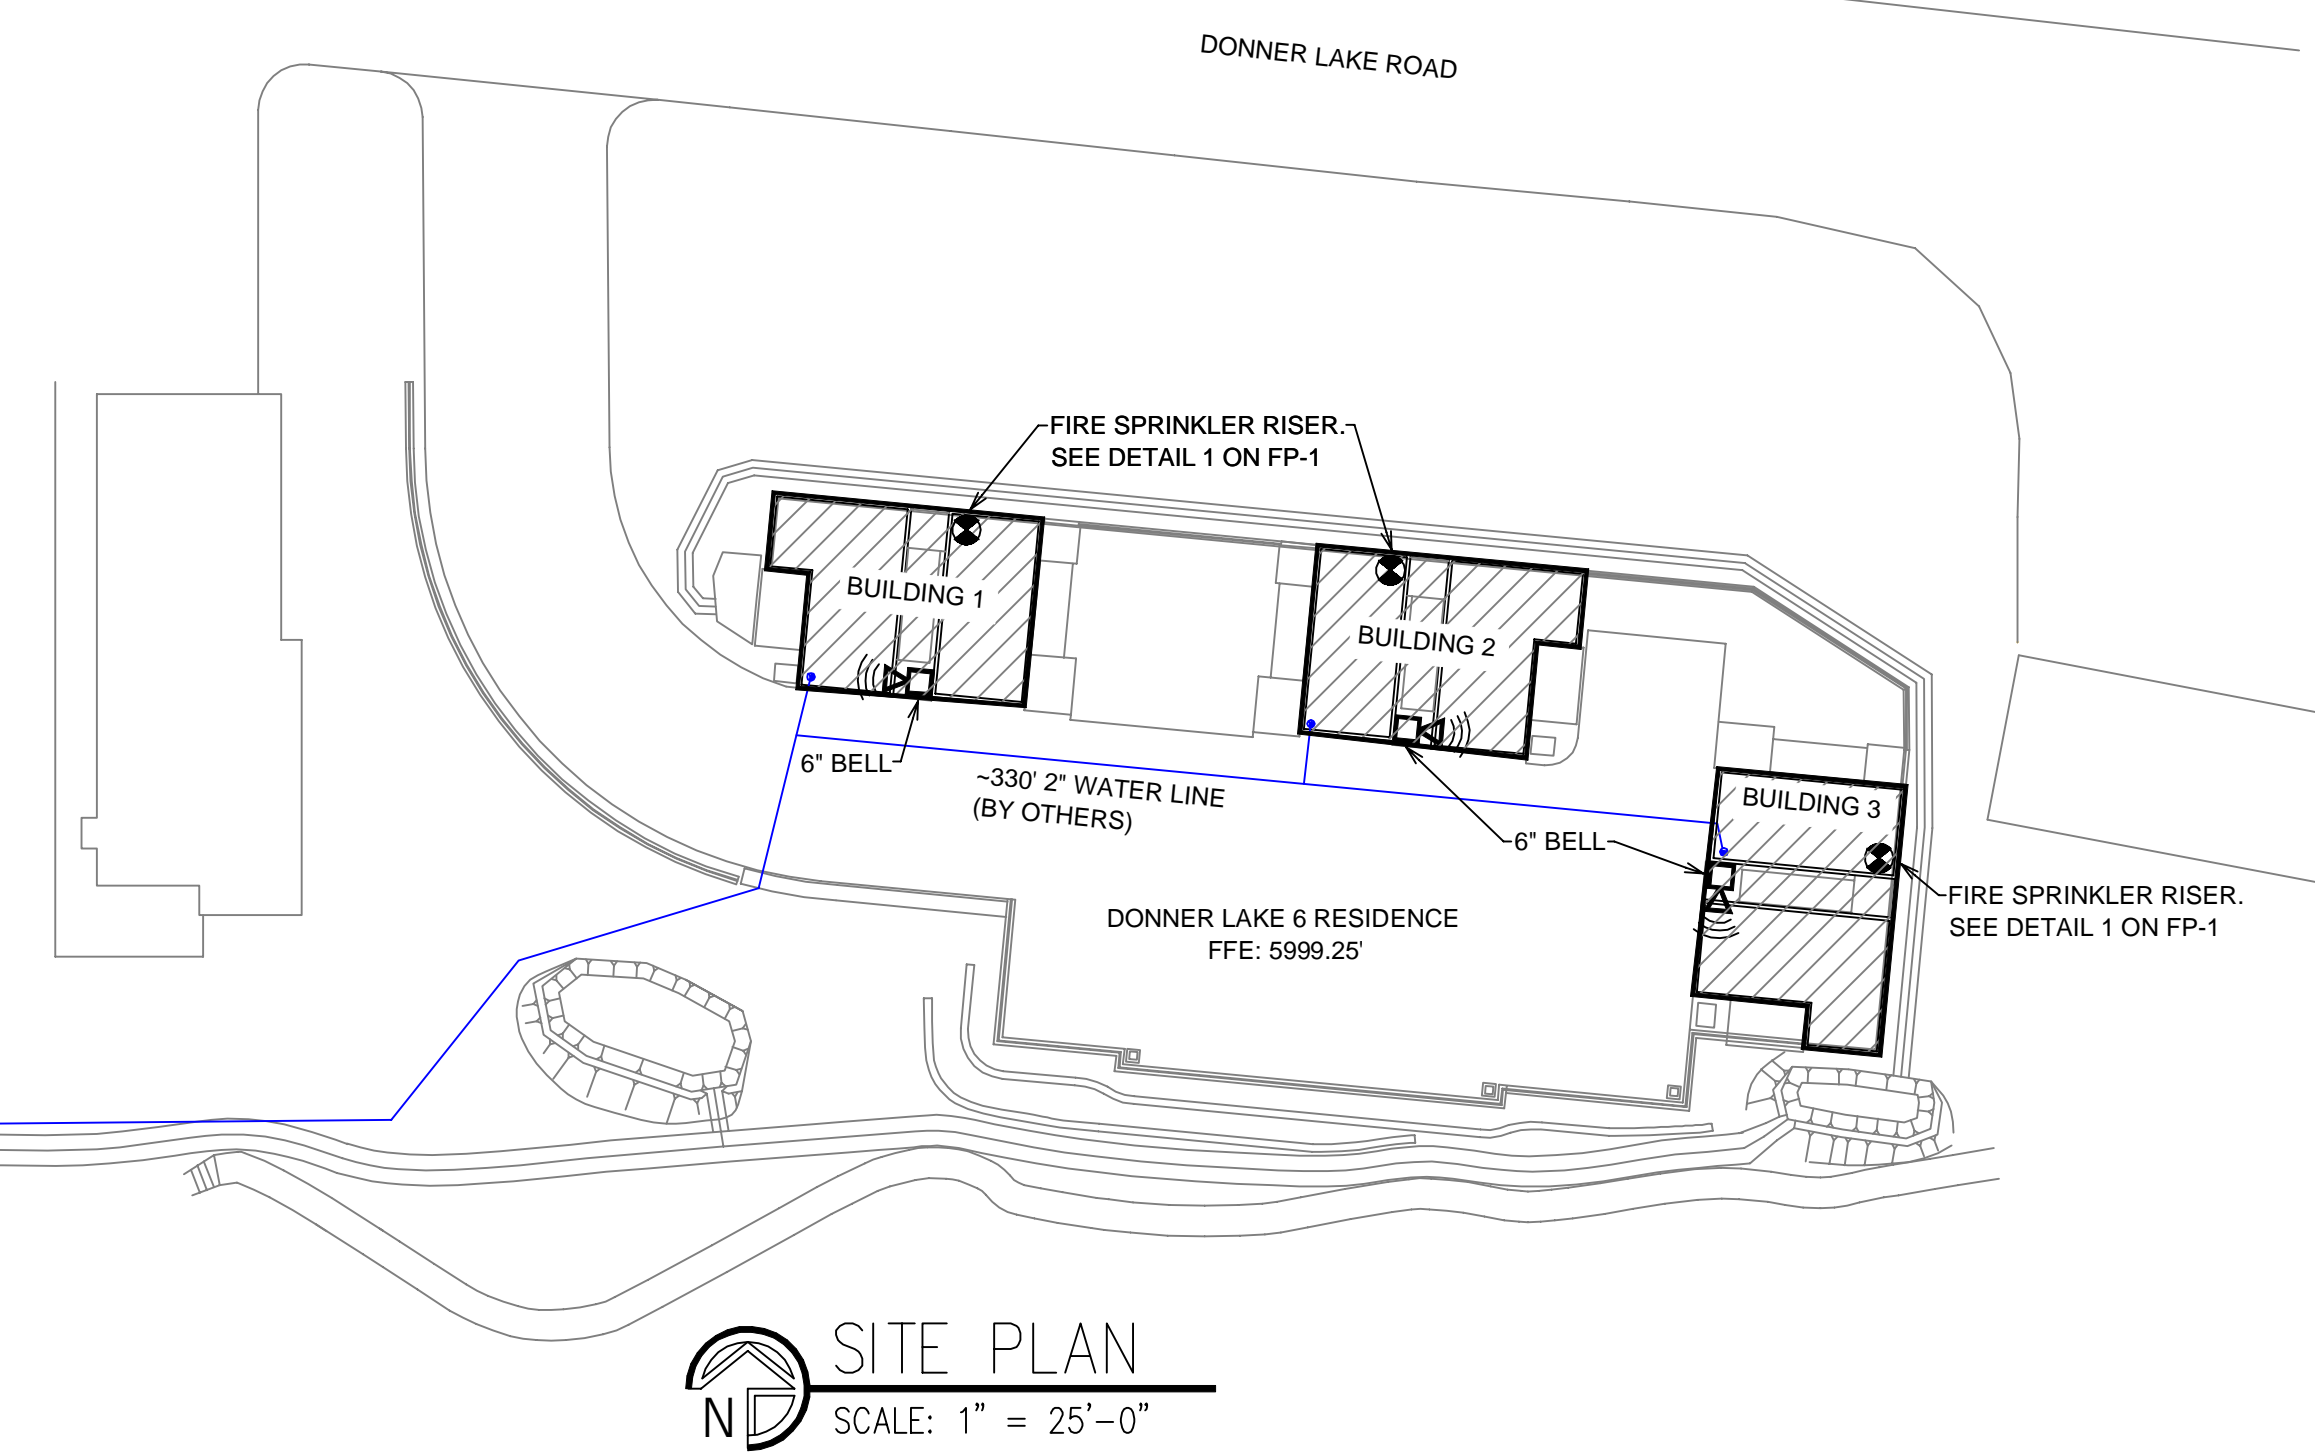 DONNER LAKE ROAD
FIRE SPRINKLER RISER.
SEE DETAIL 1 ON FP-1
BUILDING 1
BUILDING 2
6" BELL
~330' 2" WATER LINE
(BY OTHERS)
BUILDING 3
6" BELL
FIRE SPRINKLER RISER.
SEE DETAIL 1 ON FP-1
DONNER LAKE 6 RESIDENCE
FFE: 5999.25'
SITE PLAN
N
SCALE: 1" = 25'-0"